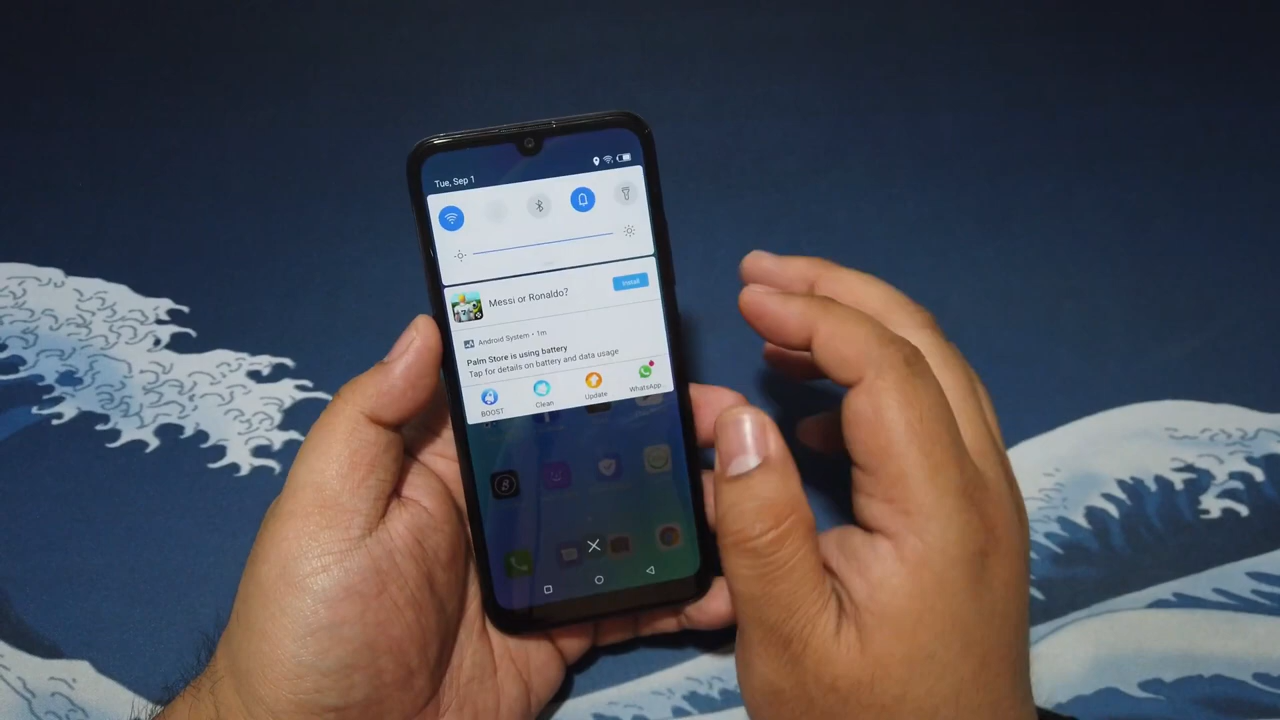 Tue, Sep 1
Messi or Ronaldo?
Install
Android System • 1m
Palm Store is using battery
Tap for details on battery and data usage
BOOST
Clean
Update
WhatsApp...